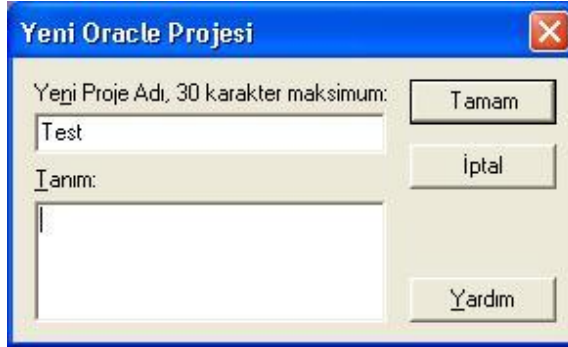 Yeni Oracle Projesi
Yeni Proje Adı, 30 karakter maksimum:
Test
Tanım:
Tamam
İptal
Yardım